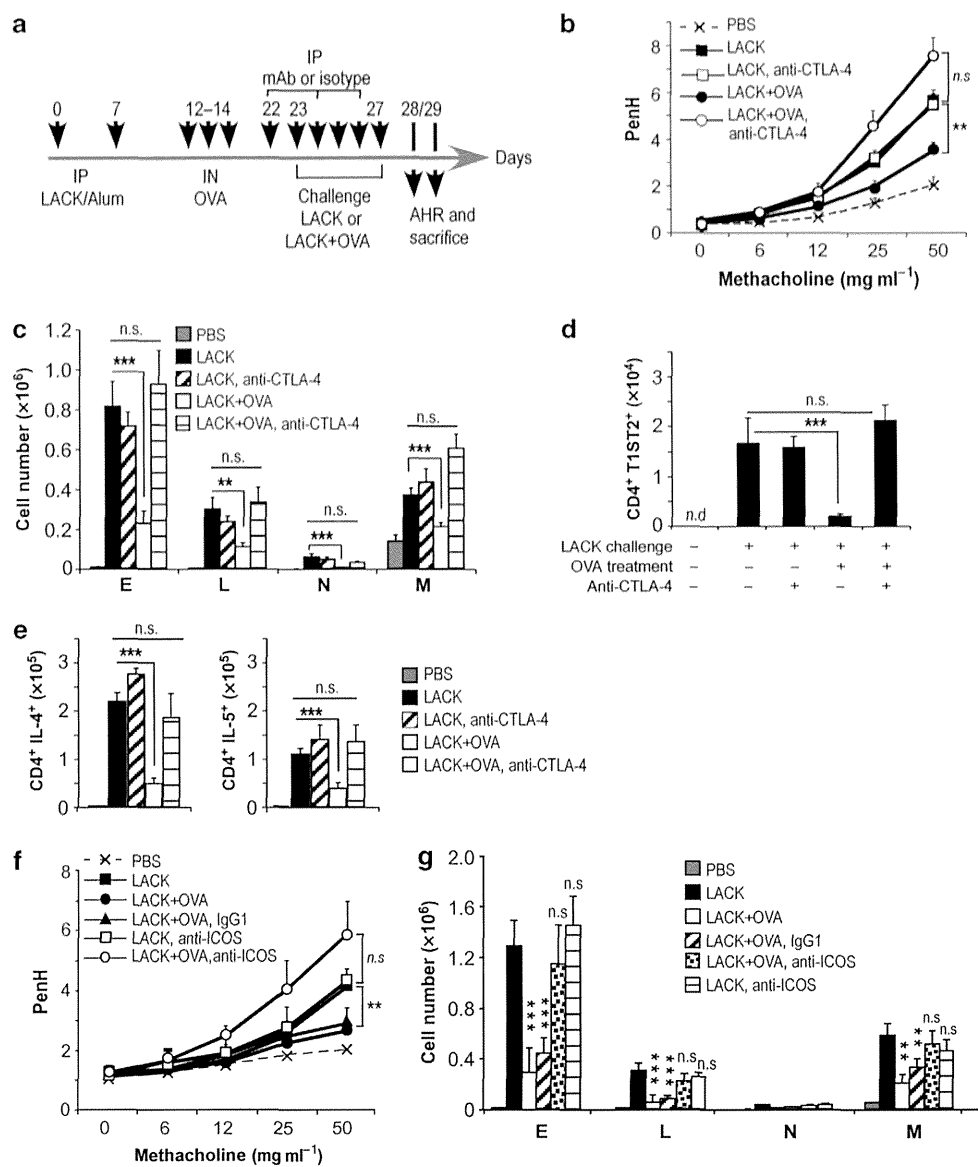 a
IP
mAb or isotype
0 7 12–14 22 23 27 28/29
Days
IP
LACK/Alum
IN
OVA
Challenge
LACK or
LACK+OVA
AHR and
sacrifice
b
PBS
LACK
LACK, anti-CTLA-4
LACK+OVA
LACK+OVA,
anti-CTLA-4
PenH
8
6
4
2
0
n.s
**
0 6 12 25 50
Methacholine (mg ml⁻¹)
c
Cell number (×10⁶)
1.2
1.0
0.8
0.6
0.4
0.2
0
PBS
LACK
LACK, anti-CTLA-4
LACK+OVA
LACK+OVA, anti-CTLA-4
n.s.
***
n.s.
**
n.s.
***
n.s.
***
E L N M
d
CD4⁺ T1ST2⁺ (×10⁴)
3
2
1
0
n.s.
***
n.d
LACK challenge – + + + +
OVA treatment – – – + +
Anti-CTLA-4 – – + – +
e
CD4⁺ IL-4⁺ (×10⁵)
3
2
1
0
n.s.
***
CD4⁺ IL-5⁺ (×10⁵)
3
2
1
0
n.s.
***
PBS
LACK
LACK, anti-CTLA-4
LACK+OVA
LACK+OVA, anti-CTLA-4
f
PBS
LACK
LACK+OVA
LACK+OVA, IgG1
LACK, anti-ICOS
LACK+OVA,anti-ICOS
PenH
8
6
4
2
0
n.s
**
0 6 12 25 50
Methacholine (mg ml⁻¹)
g
Cell number (×10⁶)
2.0
1.6
1.2
0.8
0.4
0
PBS
LACK
LACK+OVA
LACK+OVA, IgG1
LACK+OVA, anti-ICOS
LACK, anti-ICOS
*** *** n.s n.s
*** *** n.s n.s
** ** n.s n.s
E L N M